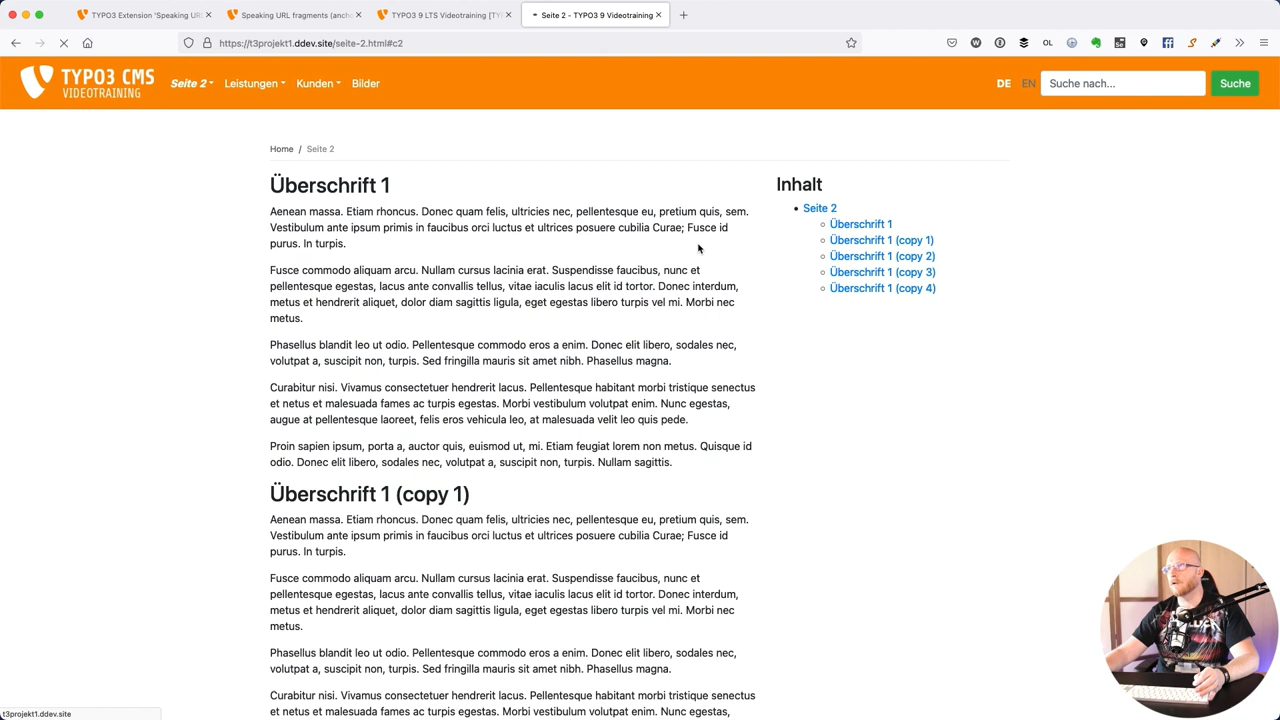 TYPO3 Extension 'Speaking UR
Speaking URL fragments (ancho
TYPO3 9 LTS Videotraining [TY
Seite 2 - TYPO3 9 Videotraining
https://t3projekt1.ddev.site/seite-2.html#c2
OL
TYPO3 CMS
VIDEOTRAINING
Seite 2
Leistungen
Kunden
Bilder
DE
EN
Suche nach...
Suche
Home / Seite 2
Überschrift 1
Aenean massa. Etiam rhoncus. Donec quam felis, ultricies nec, pellentesque eu, pretium quis, sem.
Vestibulum ante ipsum primis in faucibus orci luctus et ultrices posuere cubilia Curae; Fusce id
purus. In turpis.
Fusce commodo aliquam arcu. Nullam cursus lacinia erat. Suspendisse faucibus, nunc et
pellentesque egestas, lacus ante convallis tellus, vitae iaculis lacus elit id tortor. Donec interdum,
metus et hendrerit aliquet, dolor diam sagittis ligula, eget egestas libero turpis vel mi. Morbi nec
metus.
Phasellus blandit leo ut odio. Pellentesque commodo eros a enim. Donec elit libero, sodales nec,
volutpat a, suscipit non, turpis. Sed fringilla mauris sit amet nibh. Phasellus magna.
Curabitur nisi. Vivamus consectetuer hendrerit lacus. Pellentesque habitant morbi tristique senectus
et netus et malesuada fames ac turpis egestas. Morbi vestibulum volutpat enim. Nunc egestas,
augue at pellentesque laoreet, felis eros vehicula leo, at malesuada velit leo quis pede.
Proin sapien ipsum, porta a, auctor quis, euismod ut, mi. Etiam feugiat lorem non metus. Quisque id
odio. Donec elit libero, sodales nec, volutpat a, suscipit non, turpis. Nullam sagittis.
Überschrift 1 (copy 1)
Aenean massa. Etiam rhoncus. Donec quam felis, ultricies nec, pellentesque eu, pretium quis, sem.
Vestibulum ante ipsum primis in faucibus orci luctus et ultrices posuere cubilia Curae; Fusce id
purus. In turpis.
Fusce commodo aliquam arcu. Nullam cursus lacinia erat. Suspendisse faucibus, nunc et
pellentesque egestas, lacus ante convallis tellus, vitae iaculis lacus elit id tortor. Donec interdum,
metus et hendrerit aliquet, dolor diam sagittis ligula, eget egestas libero turpis vel mi. Morbi nec
metus.
Phasellus blandit leo ut odio. Pellentesque commodo eros a enim. Donec elit libero, sodales nec,
volutpat a, suscipit non, turpis. Sed fringilla mauris sit amet nibh. Phasellus magna.
Curabitur nisi. Vivamus consectetuer hendrerit lacus. Pellentesque habitant morbi tristique senectus
et netus et malesuada fames ac turpis egestas. Morbi vestibulum volutpat enim. Nunc egestas,
Inhalt
Seite 2
Überschrift 1
Überschrift 1 (copy 1)
Überschrift 1 (copy 2)
Überschrift 1 (copy 3)
Überschrift 1 (copy 4)
t3projekt1.ddev.site